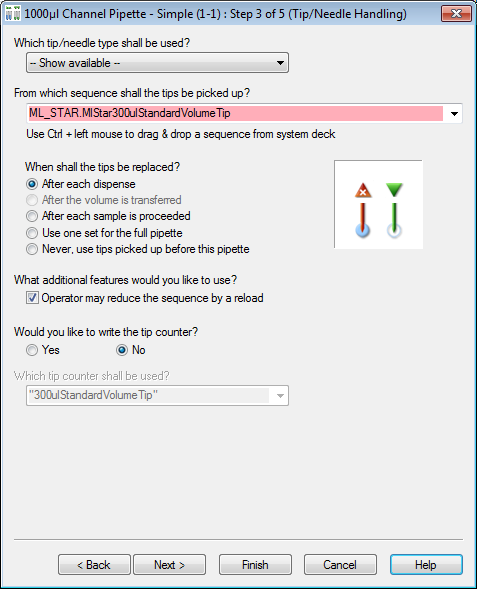 1000µl Channel Pipette - Simple (1-1) : Step 3 of 5 (Tip/Needle Handling)
Which tip/needle type shall be used?
-- Show available --
From which sequence shall the tips be picked up?
ML_STAR.MlStar300ulStandardVolumeTip
Use Ctrl + left mouse to drag & drop a sequence from system deck
When shall the tips be replaced?
After each dispense
After the volume is transferred
After each sample is proceeded
Use one set for the full pipette
Never, use tips picked up before this pipette
What additional features would you like to use?
Operator may reduce the sequence by a reload
Would you like to write the tip counter?
Yes No
Which tip counter shall be used?
"300ulStandardVolumeTip"
< Back Next > Finish Cancel Help